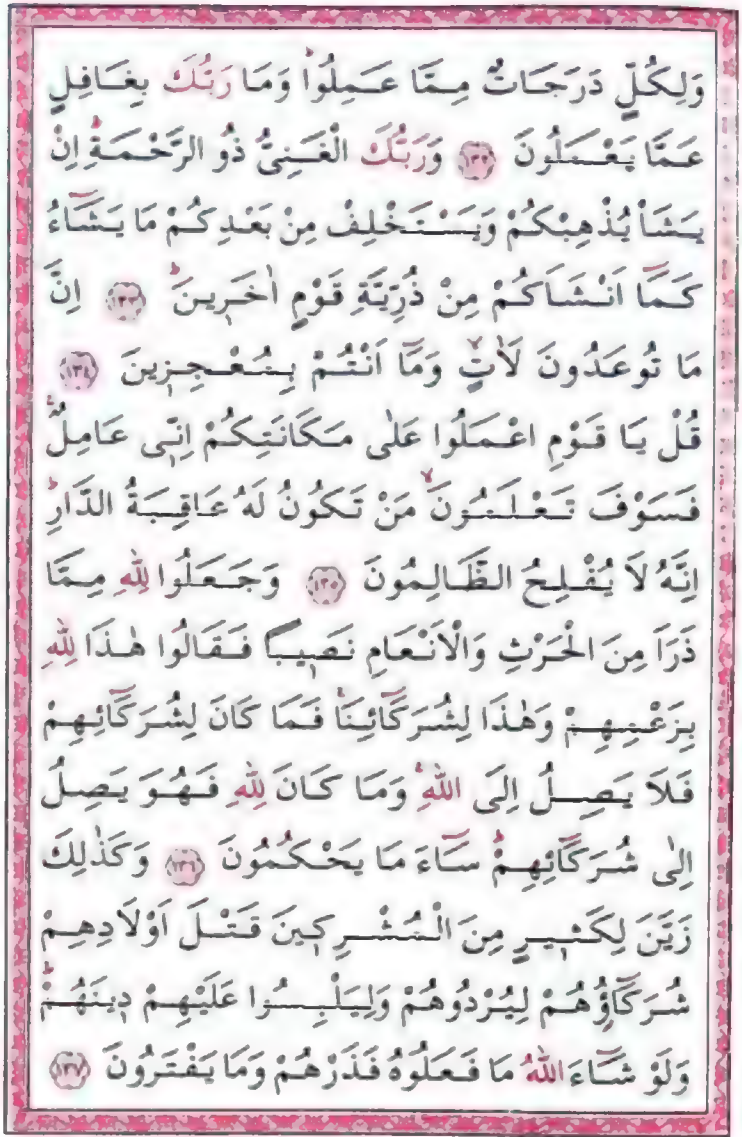 وَلِكُلٍّ دَرَجَاتٌ مِمَّا عَمِلُواۜ وَمَا رَبُّكَ بِغَافِلٍ
عَمَّا يَعْمَلُونَ ﴿١٣٢﴾ وَرَبُّكَ الْغَنِىُّ ذُو الرَّحْمَةِۜ اِنْ
يَشَأْ يُذْهِبْكُمْ وَيَسْتَخْلِفْ مِنْ بَعْدِكُمْ مَا يَشَٓاءُ
كَمَٓا اَنْشَاَكُمْ مِنْ ذُرِّيَّةِ قَوْمٍ اٰخَرِينَۜ ﴿١٣٣﴾ اِنَّ
مَا تُوعَدُونَ لَاٰتٍۙ وَمَٓا اَنْتُمْ بِمُعْجِزِينَ ﴿١٣٤﴾
قُلْ يَا قَوْمِ اعْمَلُوا عَلٰى مَكَانَتِكُمْ اِنِّى عَامِلٌۚ
فَسَوْفَ تَعْلَمُونَۙ مَنْ تَكُونُ لَهُ عَاقِبَةُ الدَّارِۜ
اِنَّهُ لَا يُفْلِحُ الظَّالِمُونَ ﴿١٣٥﴾ وَجَعَلُوا لِلّٰهِ مِمَّا
ذَرَاَ مِنَ الْحَرْثِ وَالْاَنْعَامِ نَصِيبًا فَقَالُوا هٰذَا لِلّٰهِ
بِزَعْمِهِمْ وَهٰذَا لِشُرَكَٓائِنَاۚ فَمَا كَانَ لِشُرَكَٓائِهِمْ
فَلَا يَصِلُ اِلَى اللّٰهِۚ وَمَا كَانَ لِلّٰهِ فَهُوَ يَصِلُ
اِلٰى شُرَكَٓائِهِمْۜ سَٓاءَ مَا يَحْكُمُونَ ﴿١٣٦﴾ وَكَذٰلِكَ
زَيَّنَ لِكَثِيرٍ مِنَ الْمُشْرِكِينَ قَتْلَ اَوْلَادِهِمْ
شُرَكَٓاؤُهُمْ لِيُرْدُوهُمْ وَلِيَلْبِسُوا عَلَيْهِمْ دِينَهُمْۜ
وَلَوْ شَٓاءَ اللّٰهُ مَا فَعَلُوهُ فَذَرْهُمْ وَمَا يَفْتَرُونَ ﴿١٣٧﴾